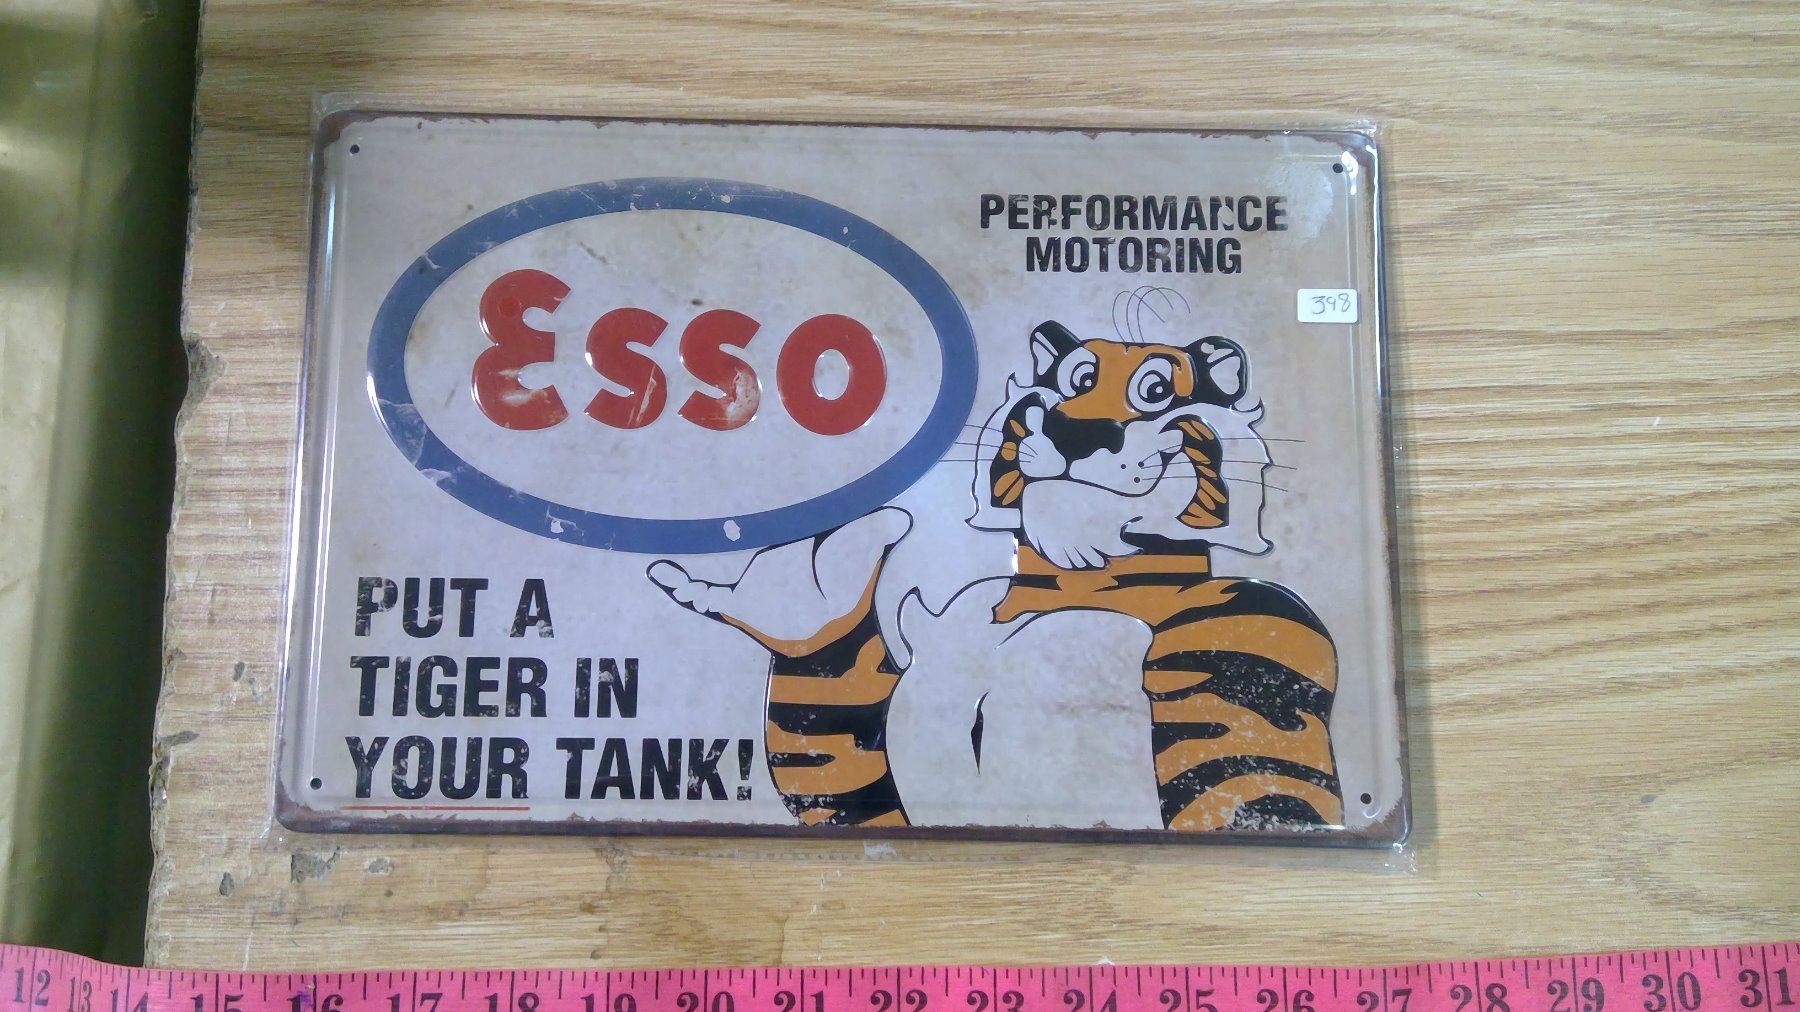 Esso
PERFORMANCE
MOTORING
398
PUT A
TIGER IN
YOUR TANK!
12 13 14 15 16 17 18 19 20 21 22 23 24 25 26 27 28 29 30 31